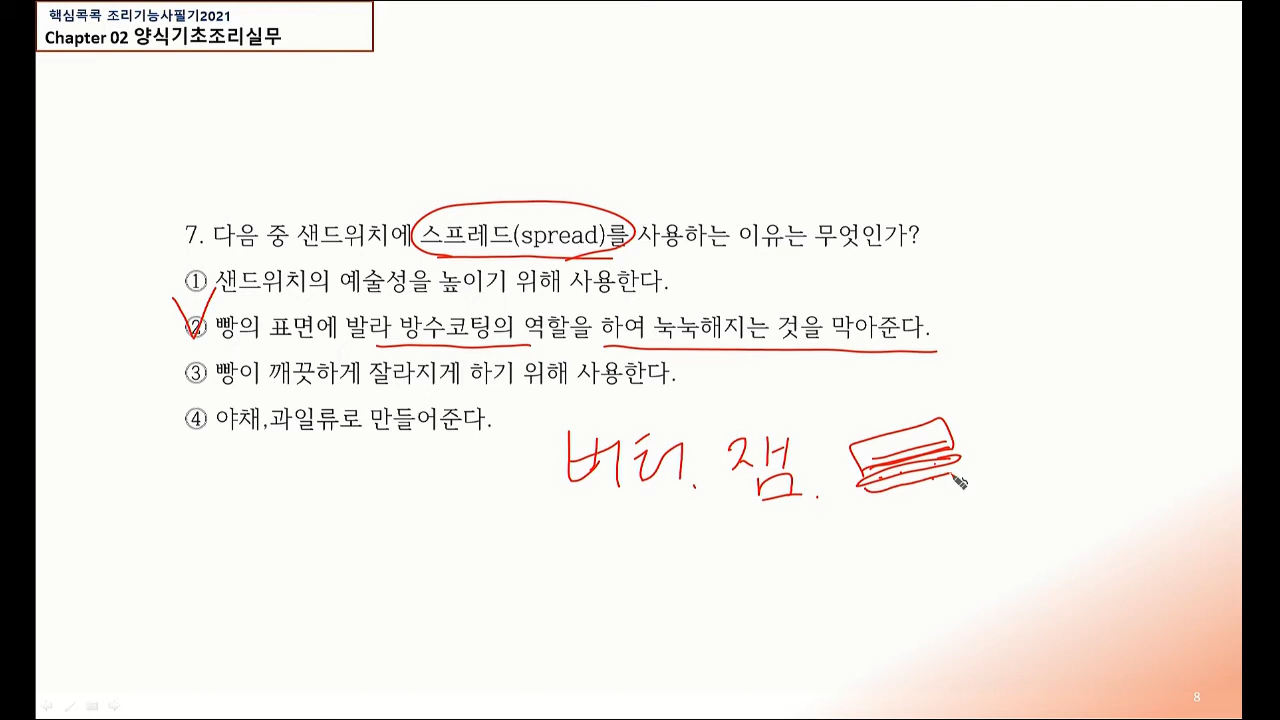 핵심콕콕 조리기능사필기2021
Chapter 02 양식기초조리실무
7. 다음 중 샌드위치에 스프레드(spread)를 사용하는 이유는 무엇인가?
① 샌드위치의 예술성을 높이기 위해 사용한다.
② 빵의 표면에 발라 방수코팅의 역할을 하여 눅눅해지는 것을 막아준다.
③ 빵이 깨끗하게 잘라지게 하기 위해 사용한다.
④ 야채,과일류로 만들어준다.
버터. 잼.
8